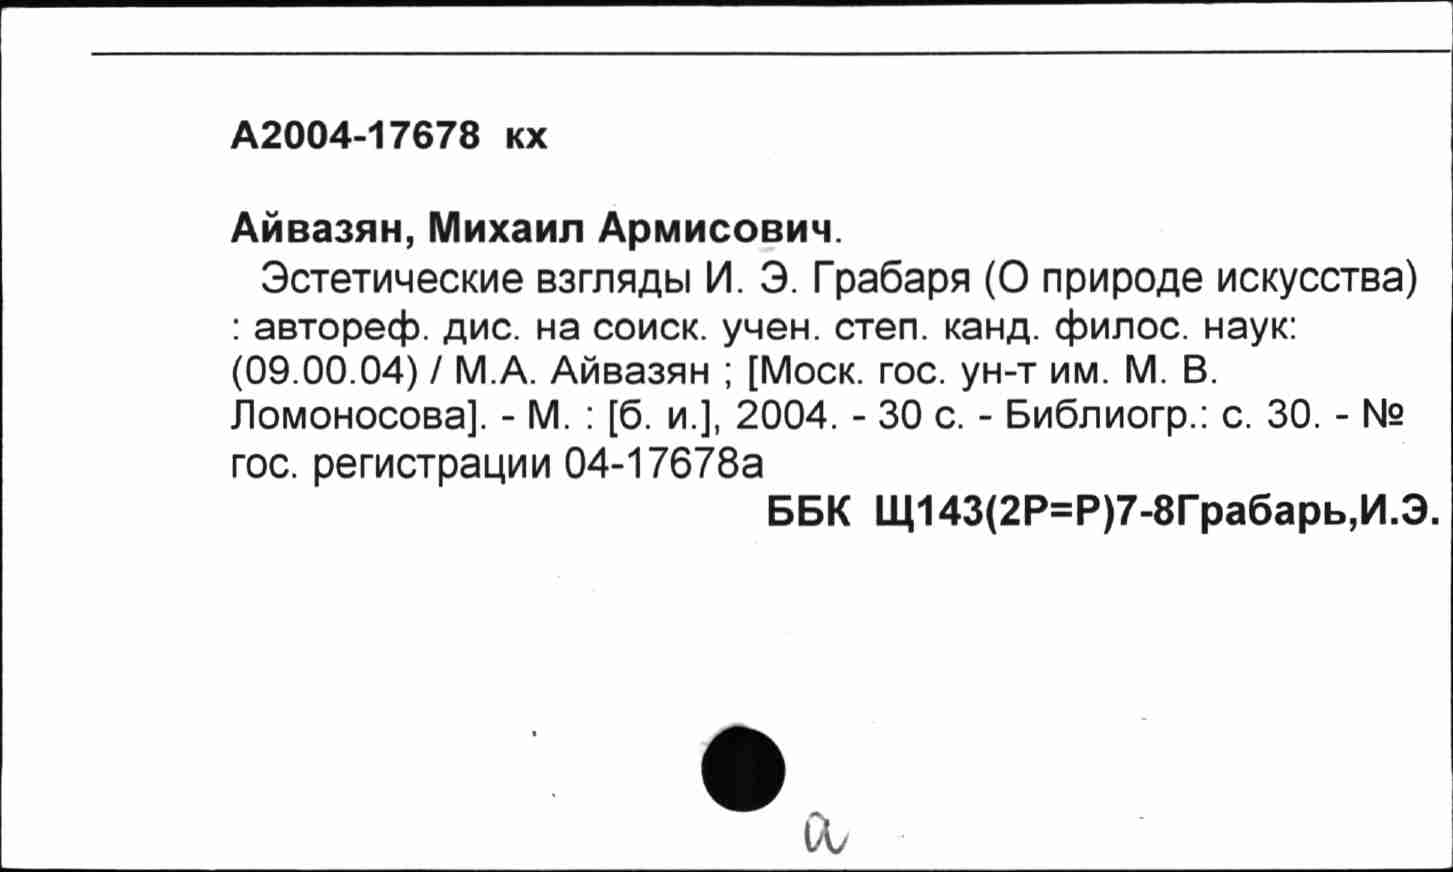 А2004-17678 кх
Айвазян, Михаил Армисович.
Эстетические взгляды И. Э. Грабаря (О природе искусства)
: автореф. дис. на соиск. учен. степ. канд. филос. наук:
(09.00.04) / М.А. Айвазян ; [Моск. гос. ун-т им. М. В.
Ломоносова]. - М. : [б. и.], 2004. - 30 с. - Библиогр.: с. 30. - №
гос. регистрации 04-17678а
ББК Щ143(2Р=Р)7-8Грабарь,И.Э.
а